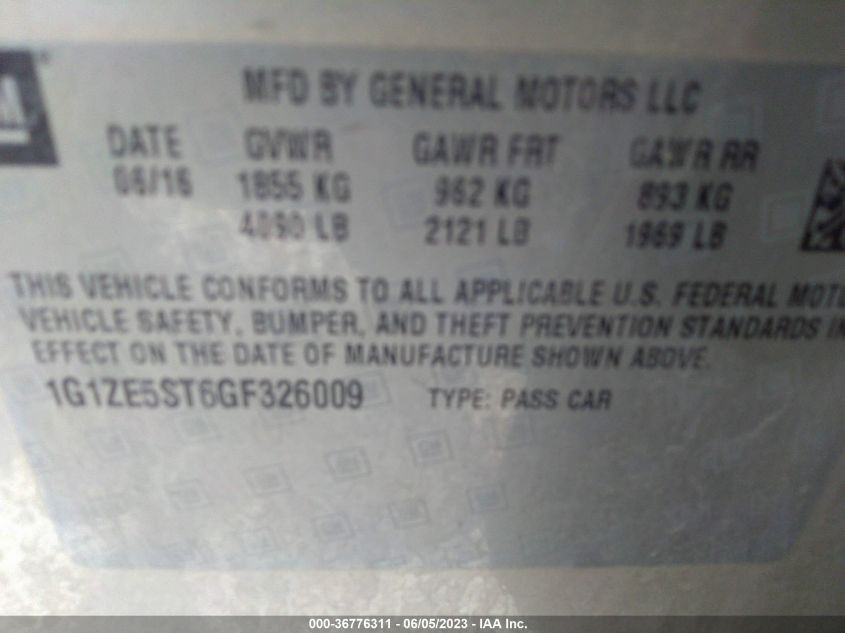 GM
MFD BY GENERAL MOTORS LLC
DATE GVWR GAWR FRT GAWR RR
06/16 1855 KG 962 KG 893 KG
4090 LB 2121 LB 1969 LB
THIS VEHICLE CONFORMS TO ALL APPLICABLE U.S. FEDERAL MOT
VEHICLE SAFETY, BUMPER, AND THEFT PREVENTION STANDARDS IN
EFFECT ON THE DATE OF MANUFACTURE SHOWN ABOVE.
1G1ZE5ST6GF326009 TYPE: PASS CAR
000-36776311 - 06/05/2023 - IAA Inc.